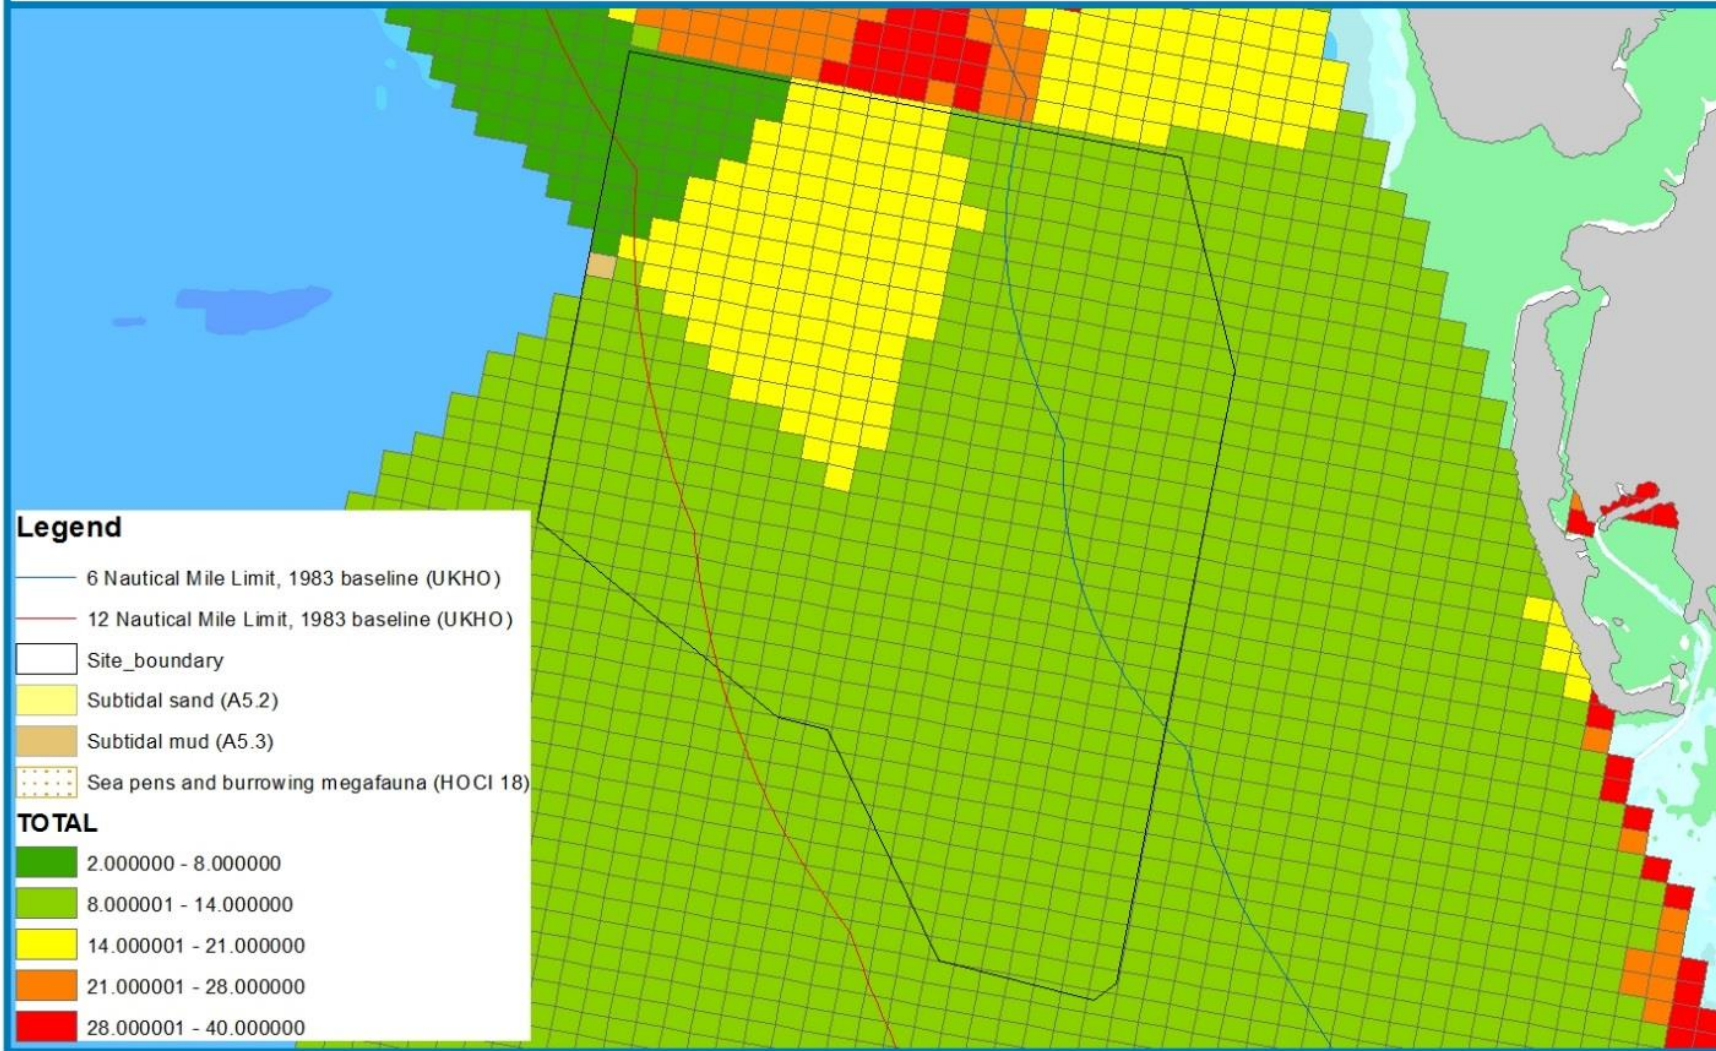 Legend
6 Nautical Mile Limit, 1983 baseline (UKHO)
12 Nautical Mile Limit, 1983 baseline (UKHO)
Site_boundary
Subtidal sand (A5.2)
Subtidal mud (A5.3)
Sea pens and burrowing megafauna (HOCI 18)
TOTAL
2.000000 - 8.000000
8.000001 - 14.000000
14.000001 - 21.000000
21.000001 - 28.000000
28.000001 - 40.000000